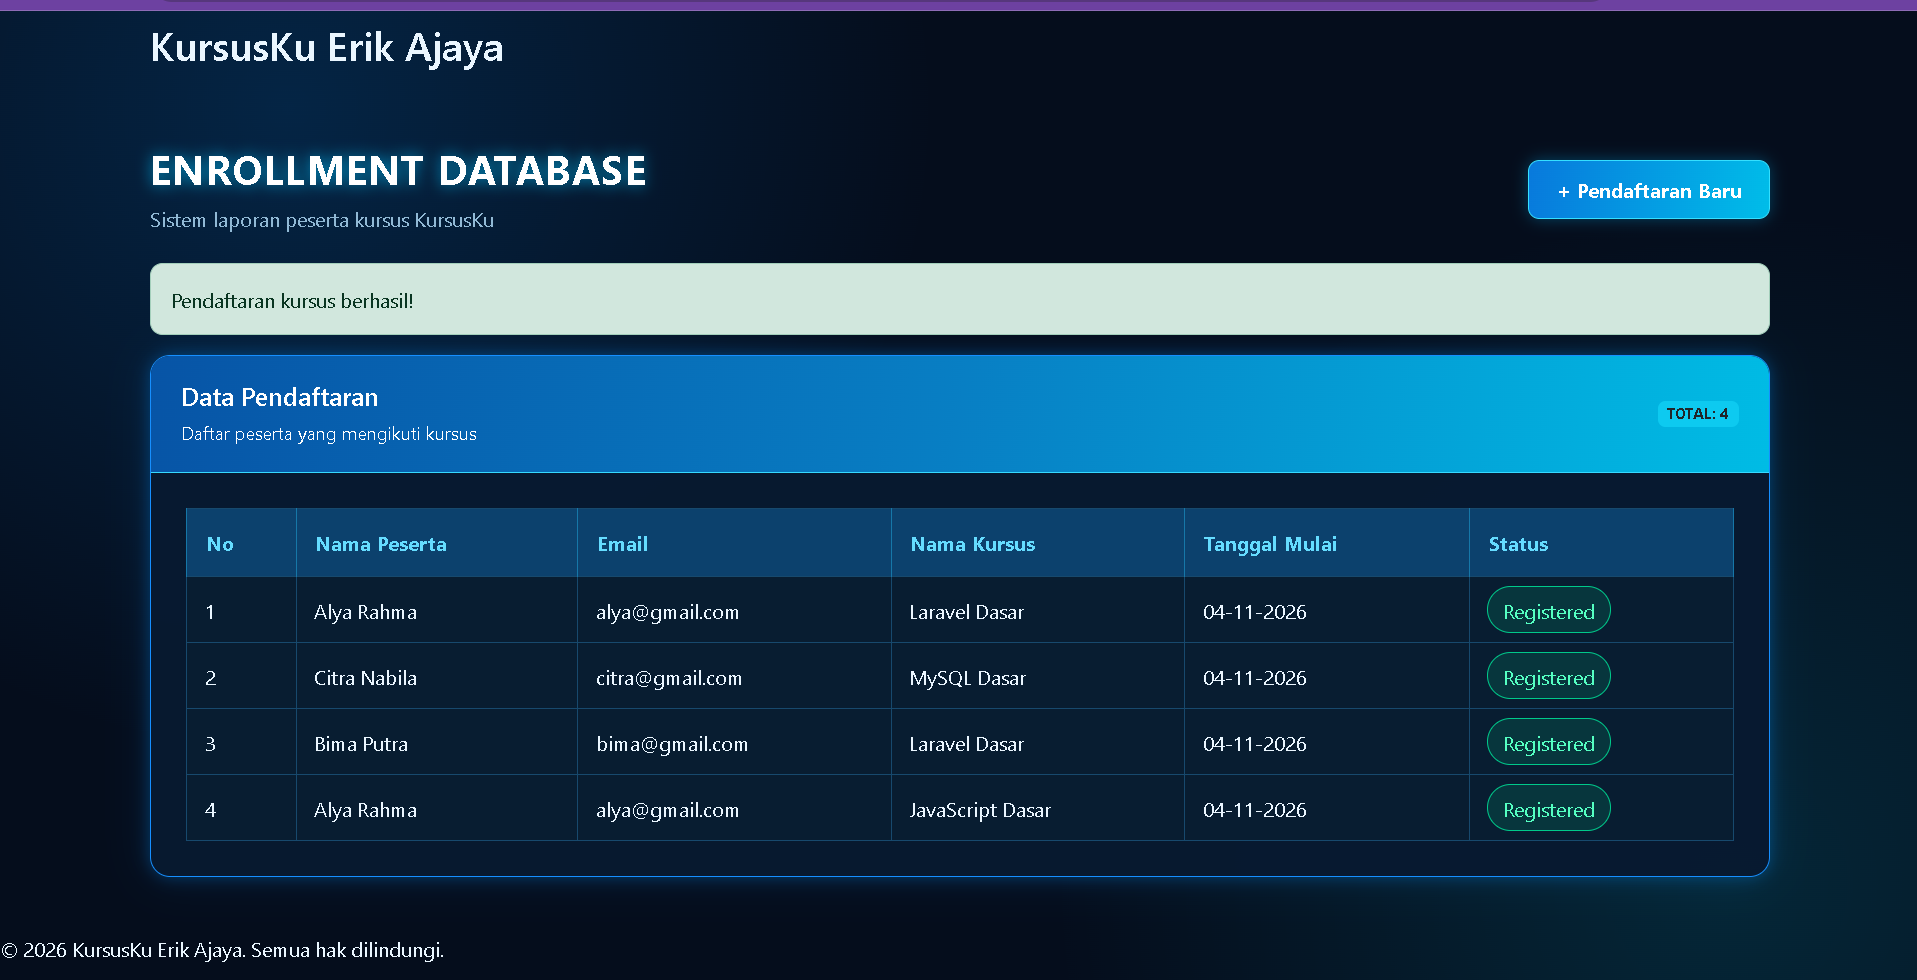 KursusKu Erik Ajaya
ENROLLMENT DATABASE
Sistem laporan peserta kursus KursusKu
+ Pendaftaran Baru
Pendaftaran kursus berhasil!
Data Pendaftaran
Daftar peserta yang mengikuti kursus
TOTAL: 4
No Nama Peserta Email Nama Kursus Tanggal Mulai Status
1 Alya Rahma alya@gmail.com Laravel Dasar 04-11-2026 Registered
2 Citra Nabila citra@gmail.com MySQL Dasar 04-11-2026 Registered
3 Bima Putra bima@gmail.com Laravel Dasar 04-11-2026 Registered
4 Alya Rahma alya@gmail.com JavaScript Dasar 04-11-2026 Registered
© 2026 KursusKu Erik Ajaya. Semua hak dilindungi.